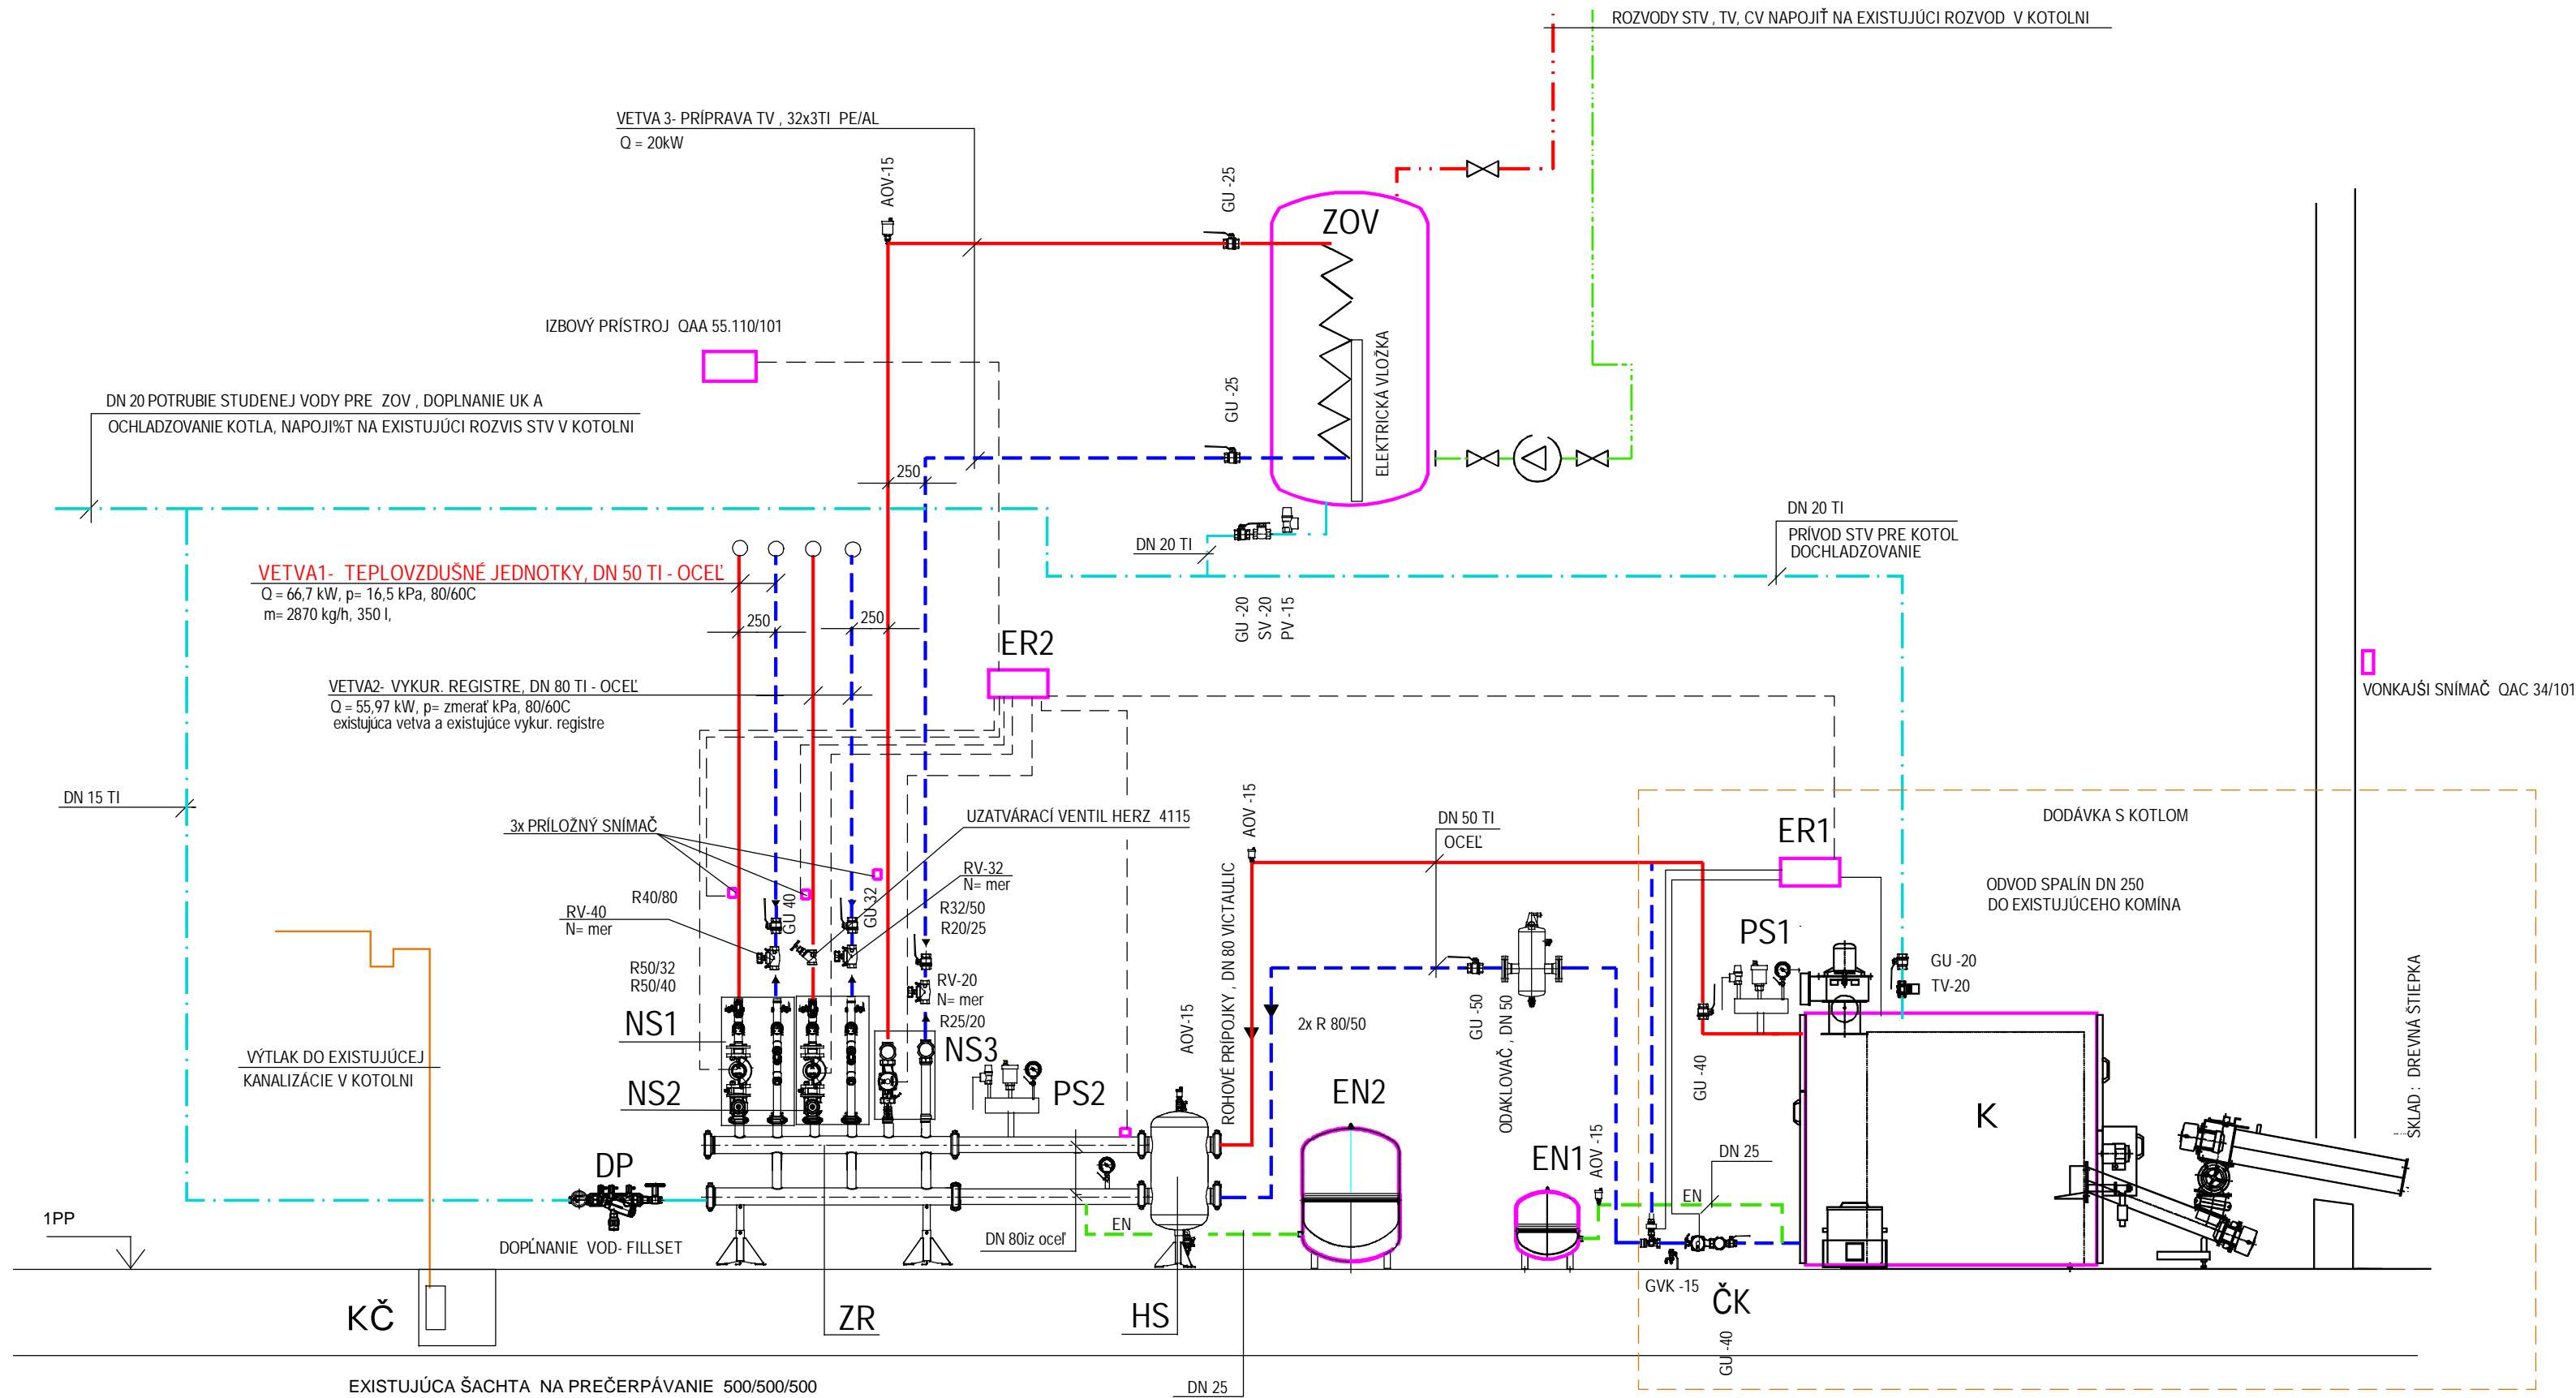 ROZVODY STV , TV, CV NAPOJIŤ NA EXISTUJÚCI ROZVOD V KOTOLNI
VETVA 3- PRÍPRAVA TV , 32x3TI PE/AL
Q = 20kW
AOV-15
GU -25
ZOV
ELEKTRICKÁ VLOŽKA
IZBOVÝ PRÍSTROJ QAA 55.110/101
GU -25
DN 20 POTRUBIE STUDENEJ VODY PRE ZOV , DOPLNANIE UK A
OCHLADZOVANIE KOTLA, NAPOJI%T NA EXISTUJÚCI ROZVIS STV V KOTOLNI
250
DN 20 TI
DN 20 TI
PRÍVOD STV PRE KOTOL
DOCHLADZOVANIE
VETVA1- TEPLOVZDUŠNÉ JEDNOTKY, DN 50 TI - OCEĽ
Q = 66,7 kW, p= 16,5 kPa, 80/60C
m= 2870 kg/h, 350 l,
250
250
GU -20
SV -20
PV -15
ER2
VETVA2- VYKUR. REGISTRE, DN 80 TI - OCEĽ
Q = 55,97 kW, p= zmerať kPa, 80/60C
existujúca vetva a existujúce vykur. registre
VONKAJŠI SNÍMAČ QAC 34/101
DN 15 TI
3x PRÍLOŽNÝ SNÍMAČ
UZATVÁRACÍ VENTIL HERZ 4115
AOV -15
DN 50 TI
OCEĽ
ER1
DODÁVKA S KOTLOM
ODVOD SPALÍN DN 250
DO EXISTUJÚCEHO KOMÍNA
RV-40
N= mer
R40/80
GU 40
GU 32
RV-32
N= mer
R32/50
R20/25
R50/32
R50/40
RV-20
N= mer
R25/20
ROHOVÉ PRÍPOJKY , DN 80 VICTAULIC
PS1
GU -20
TV-20
SKLAD : DREVNÁ ŠTIEPKA
NS1
NS2
NS3
PS2
AOV-15
2x R 80/50
GU -50
ODAKLOVAČ , DN 50
GU -40
VÝTLAK DO EXISTUJÚCEJ
KANALIZÁCIE V KOTOLNI
EN2
EN1
AOV -15
DN 25
EN
K
DP
1PP
DOPĹNANIE VOD- FILLSET
EN
DN 80iz oceľ
GVK -15
ČK
GU -40
KČ
ZR
HS
DN 25
EXISTUJÚCA ŠACHTA NA PREČERPÁVANIE 500/500/500